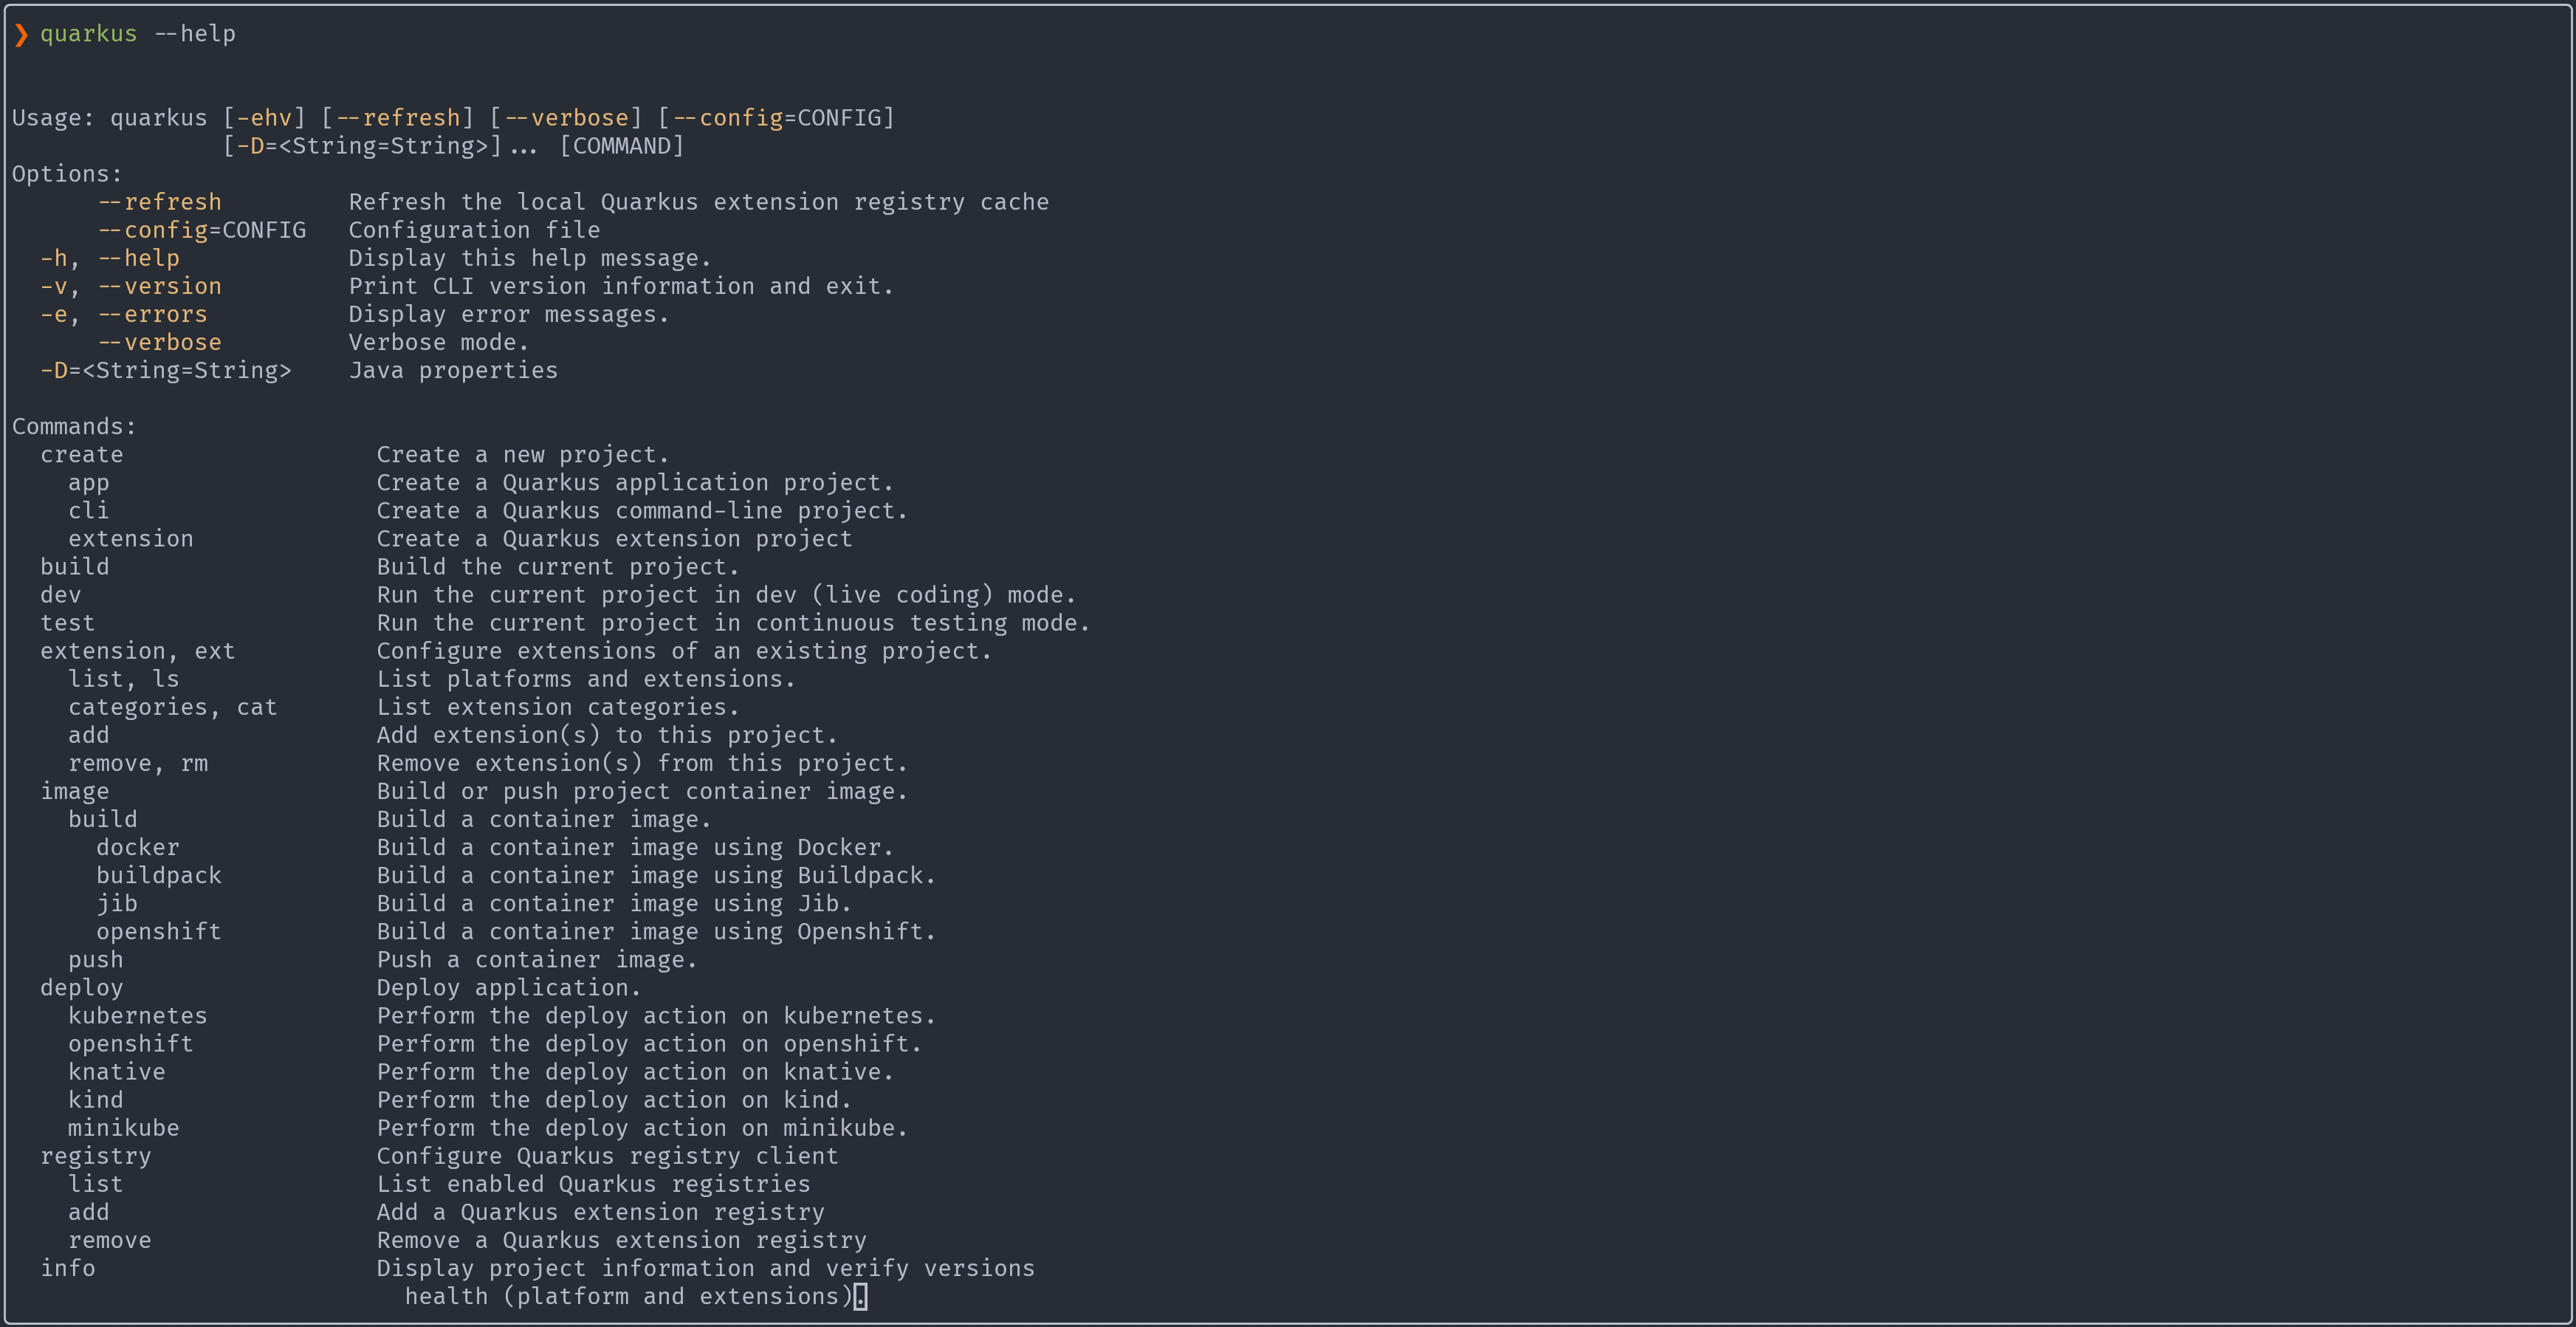 ❯ quarkus --help
Usage: quarkus [-ehv] [--refresh] [--verbose] [--config=CONFIG]
               [-D=<String=String>]... [COMMAND]
Options:
      --refresh         Refresh the local Quarkus extension registry cache
      --config=CONFIG   Configuration file
  -h, --help            Display this help message.
  -v, --version         Print CLI version information and exit.
  -e, --errors          Display error messages.
      --verbose         Verbose mode.
  -D=<String=String>    Java properties
Commands:
  create                  Create a new project.
    app                   Create a Quarkus application project.
    cli                   Create a Quarkus command-line project.
    extension             Create a Quarkus extension project
  build                   Build the current project.
  dev                     Run the current project in dev (live coding) mode.
  test                    Run the current project in continuous testing mode.
  extension, ext          Configure extensions of an existing project.
    list, ls              List platforms and extensions.
    categories, cat       List extension categories.
    add                   Add extension(s) to this project.
    remove, rm            Remove extension(s) from this project.
  image                   Build or push project container image.
    build                 Build a container image.
      docker              Build a container image using Docker.
      buildpack           Build a container image using Buildpack.
      jib                 Build a container image using Jib.
      openshift           Build a container image using Openshift.
    push                  Push a container image.
  deploy                  Deploy application.
    kubernetes            Perform the deploy action on kubernetes.
    openshift             Perform the deploy action on openshift.
    knative               Perform the deploy action on knative.
    kind                  Perform the deploy action on kind.
    minikube              Perform the deploy action on minikube.
  registry                Configure Quarkus registry client
    list                  List enabled Quarkus registries
    add                   Add a Quarkus extension registry
    remove                Remove a Quarkus extension registry
  info                    Display project information and verify versions
                            health (platform and extensions).